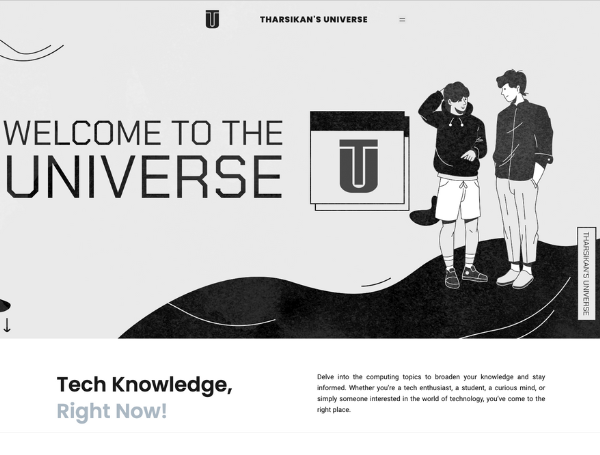 THARSIKAN'S UNIVERSE
WELCOME TO THE
UNIVERSE
THARSIKAN'S UNIVERSE
Tech Knowledge,
Right Now!
Delve into the computing topics to broaden your knowledge and stay
informed. Whether you're a tech enthusiast, a student, a curious mind, or
simply someone interested in the world of technology, you've come to the
right place.